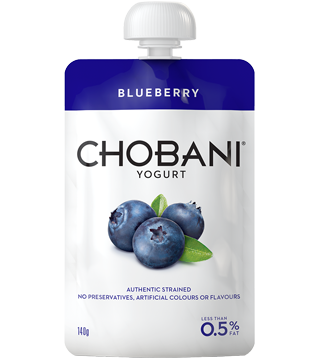 BLUEBERRY
CHOBANI®
YOGURT
AUTHENTIC STRAINED
NO PRESERVATIVES, ARTIFICIAL COLOURS OR FLAVOURS
140g
LESS THAN
0.5%
FAT